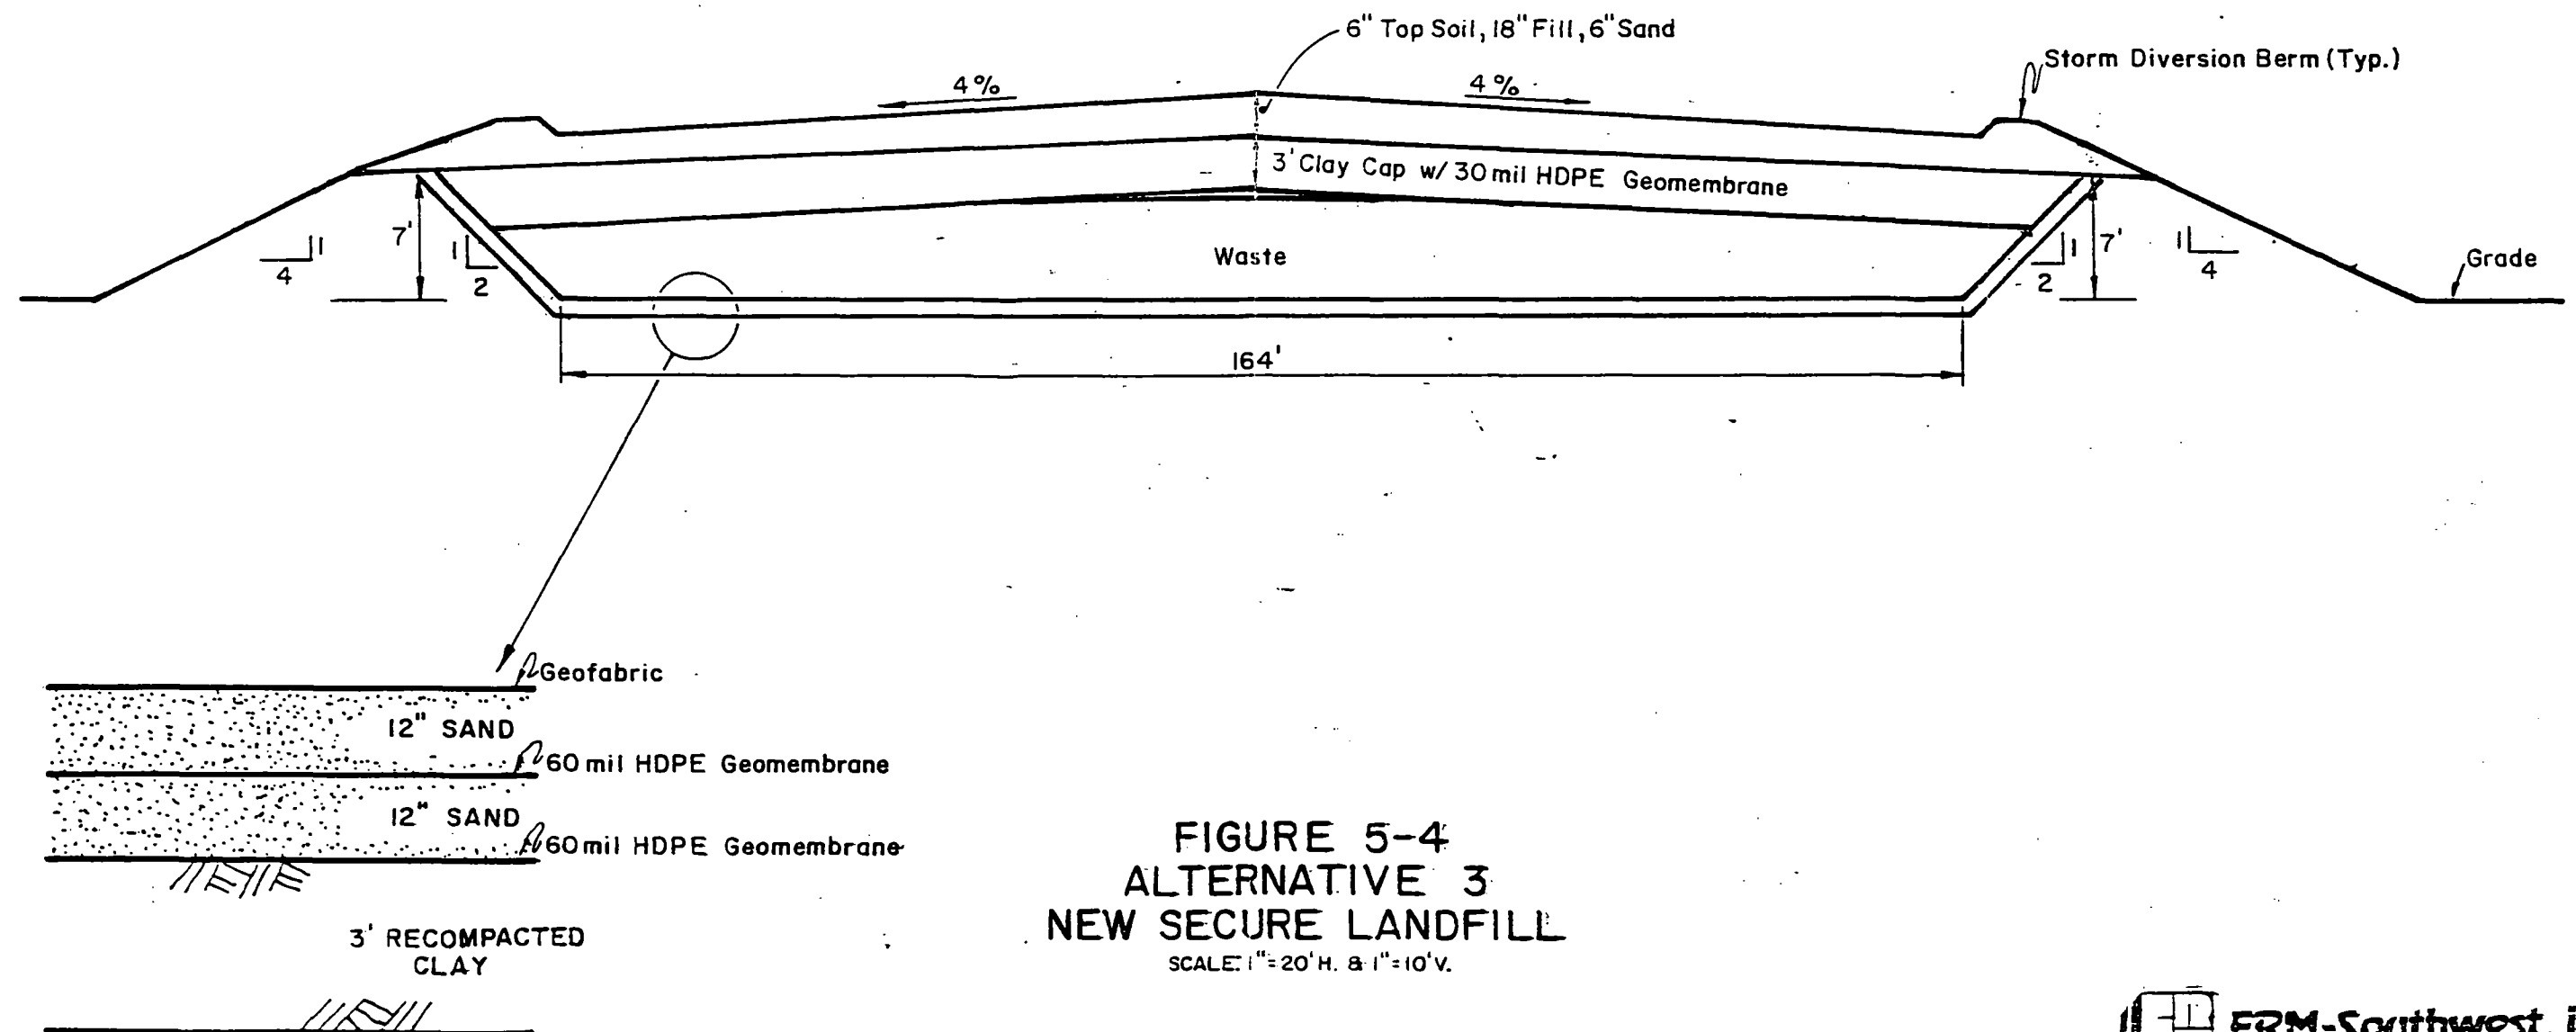 6" Top Soil, 18" Fill, 6" Sand
Storm Diversion Berm (Typ.)
4%
4%
3' Clay Cap w/ 30 mil HDPE Geomembrane
7'
1
4
1
2
Waste
1
2
7'
1
4
Grade
164'
Geofabric
12" SAND
60 mil HDPE Geomembrane
12" SAND
60 mil HDPE Geomembrane
3' RECOMPACTED
CLAY
FIGURE 5-4
ALTERNATIVE 3
NEW SECURE LANDFILL
SCALE: 1"=20' H. & 1"=10' V.
ERM-Southwest,